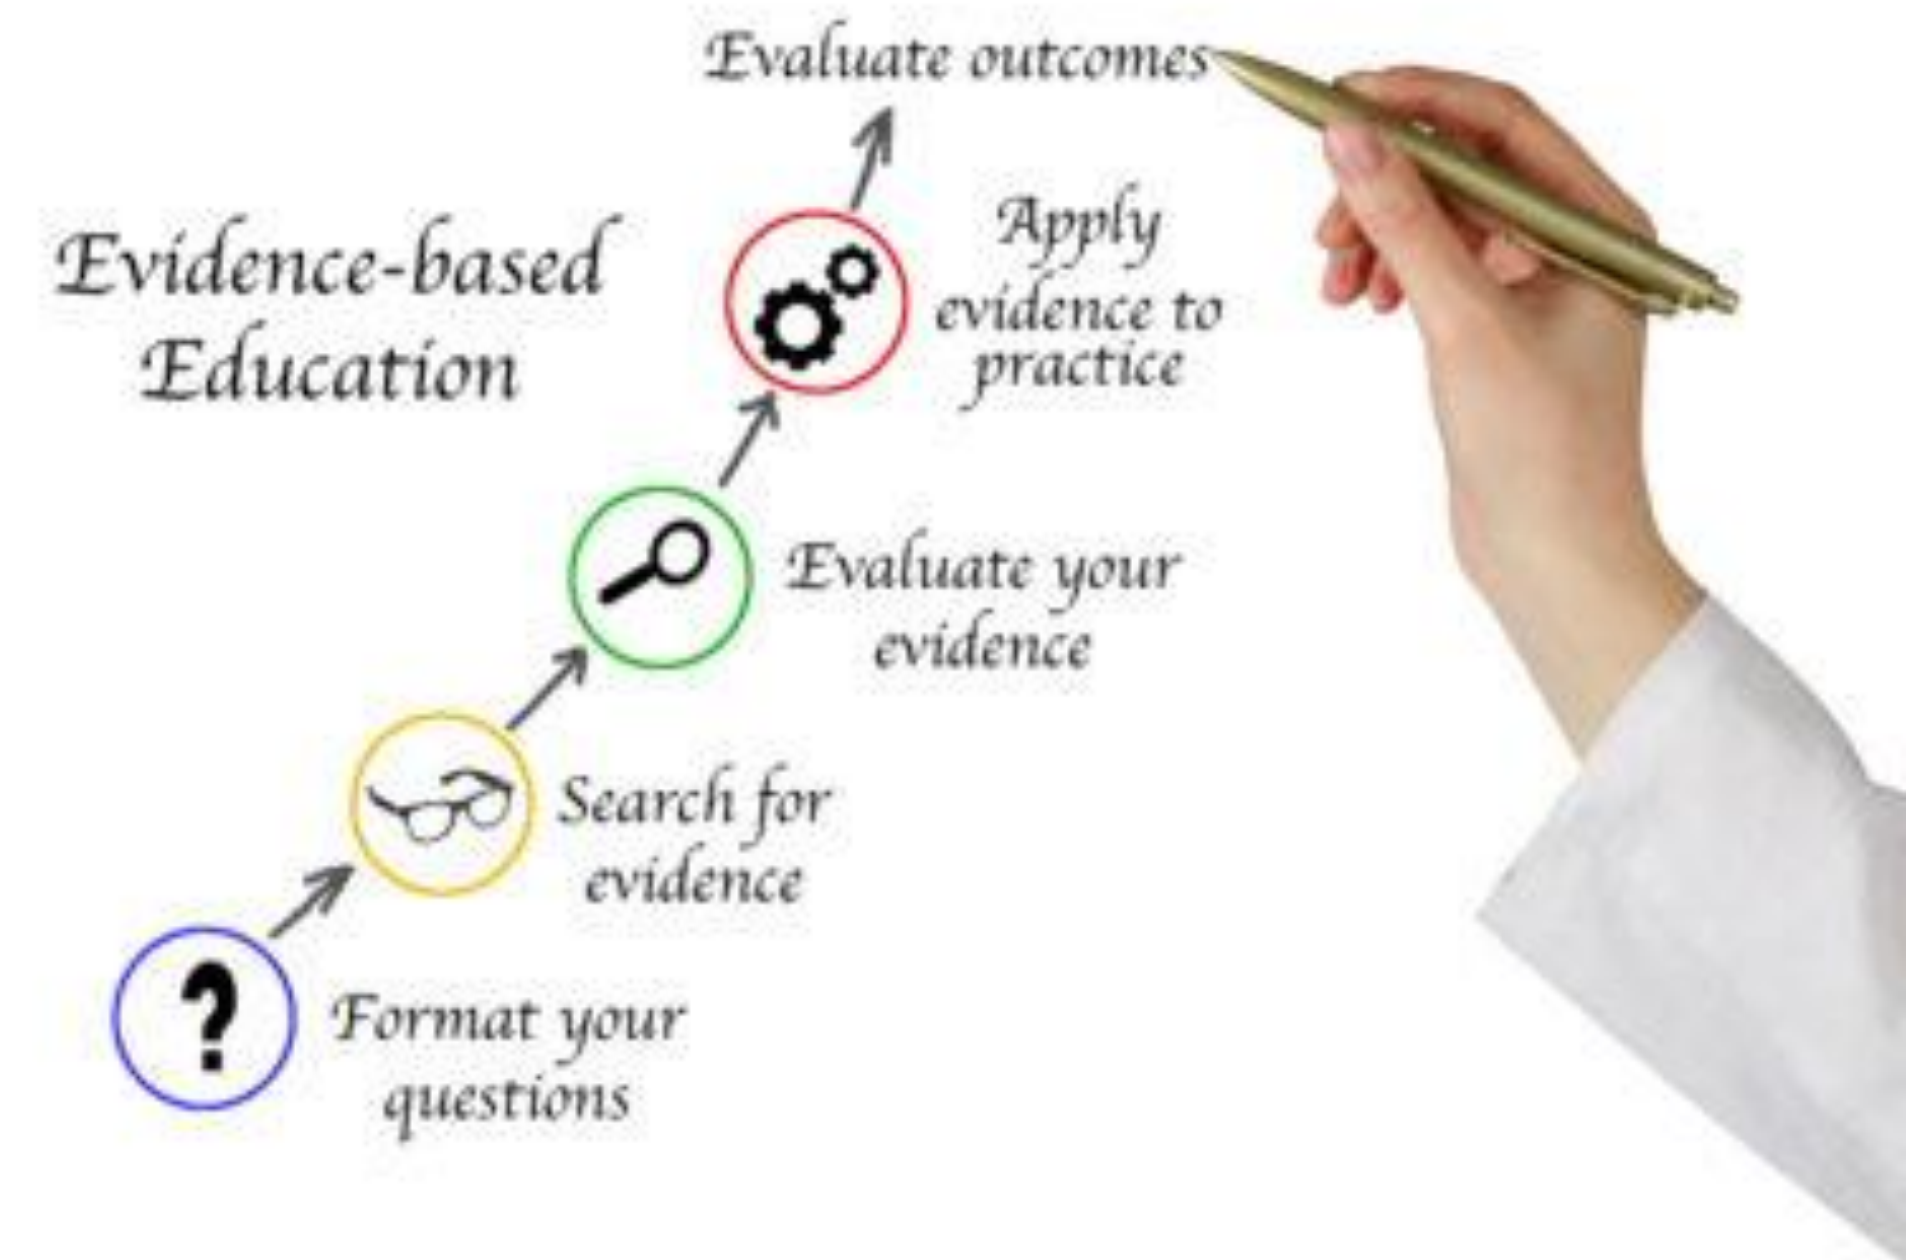 Evaluate outcomes
Evidence-based
Education
Apply
evidence to
practice
Evaluate your
evidence
Search for
evidence
?
Format your
questions